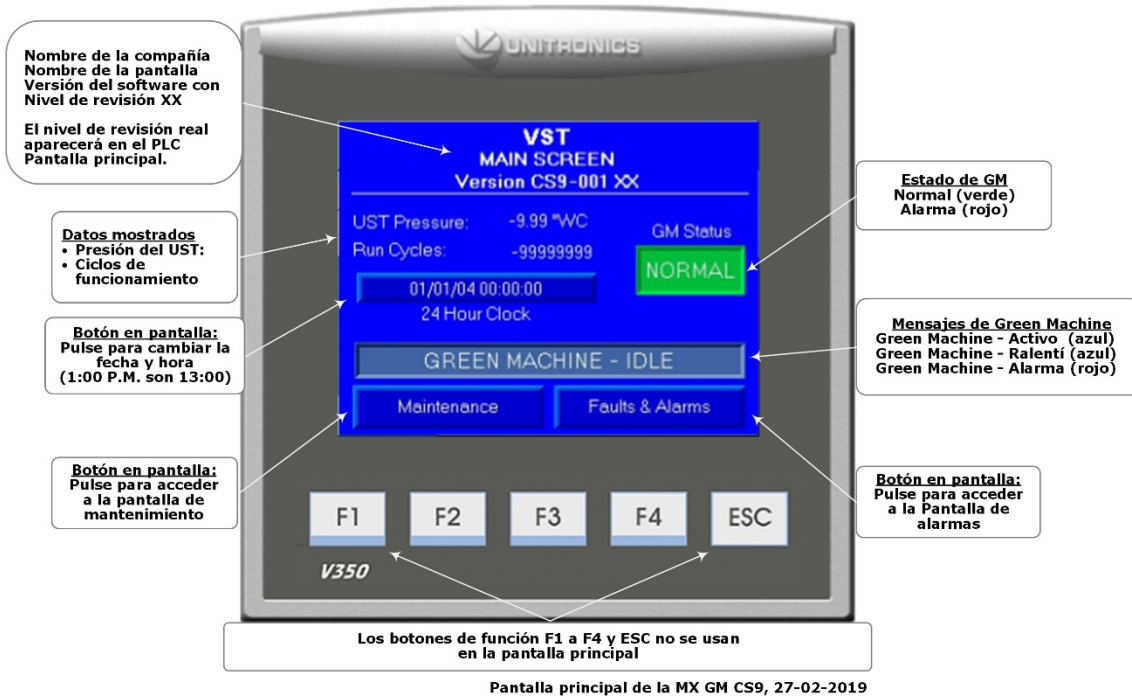 UNITRONICS
Nombre de la compañía
Nombre de la pantalla
Versión del software con
Nivel de revisión XX
El nivel de revisión real
aparecerá en el PLC
Pantalla principal.
VST
MAIN SCREEN
Version CS9-001 XX
UST Pressure: -9.99 "WC
Run Cycles: -99999999
GM Status
NORMAL
01/01/04 00:00:00
24 Hour Clock
GREEN MACHINE - IDLE
Maintenance
Faults & Alarms
Estado de GM
Normal (verde)
Alarma (rojo)
Datos mostrados
• Presión del UST:
• Ciclos de
funcionamiento
Botón en pantalla:
Pulse para cambiar la
fecha y hora
(1:00 P.M. son 13:00)
Mensajes de Green Machine
Green Machine - Activo (azul)
Green Machine - Ralentí (azul)
Green Machine - Alarma (rojo)
Botón en pantalla:
Pulse para acceder
a la pantalla de
mantenimiento
Botón en pantalla:
Pulse para acceder
a la Pantalla de
alarmas
F1 F2 F3 F4 ESC
V350
Los botones de función F1 a F4 y ESC no se usan
en la pantalla principal
Pantalla principal de la MX GM CS9, 27-02-2019